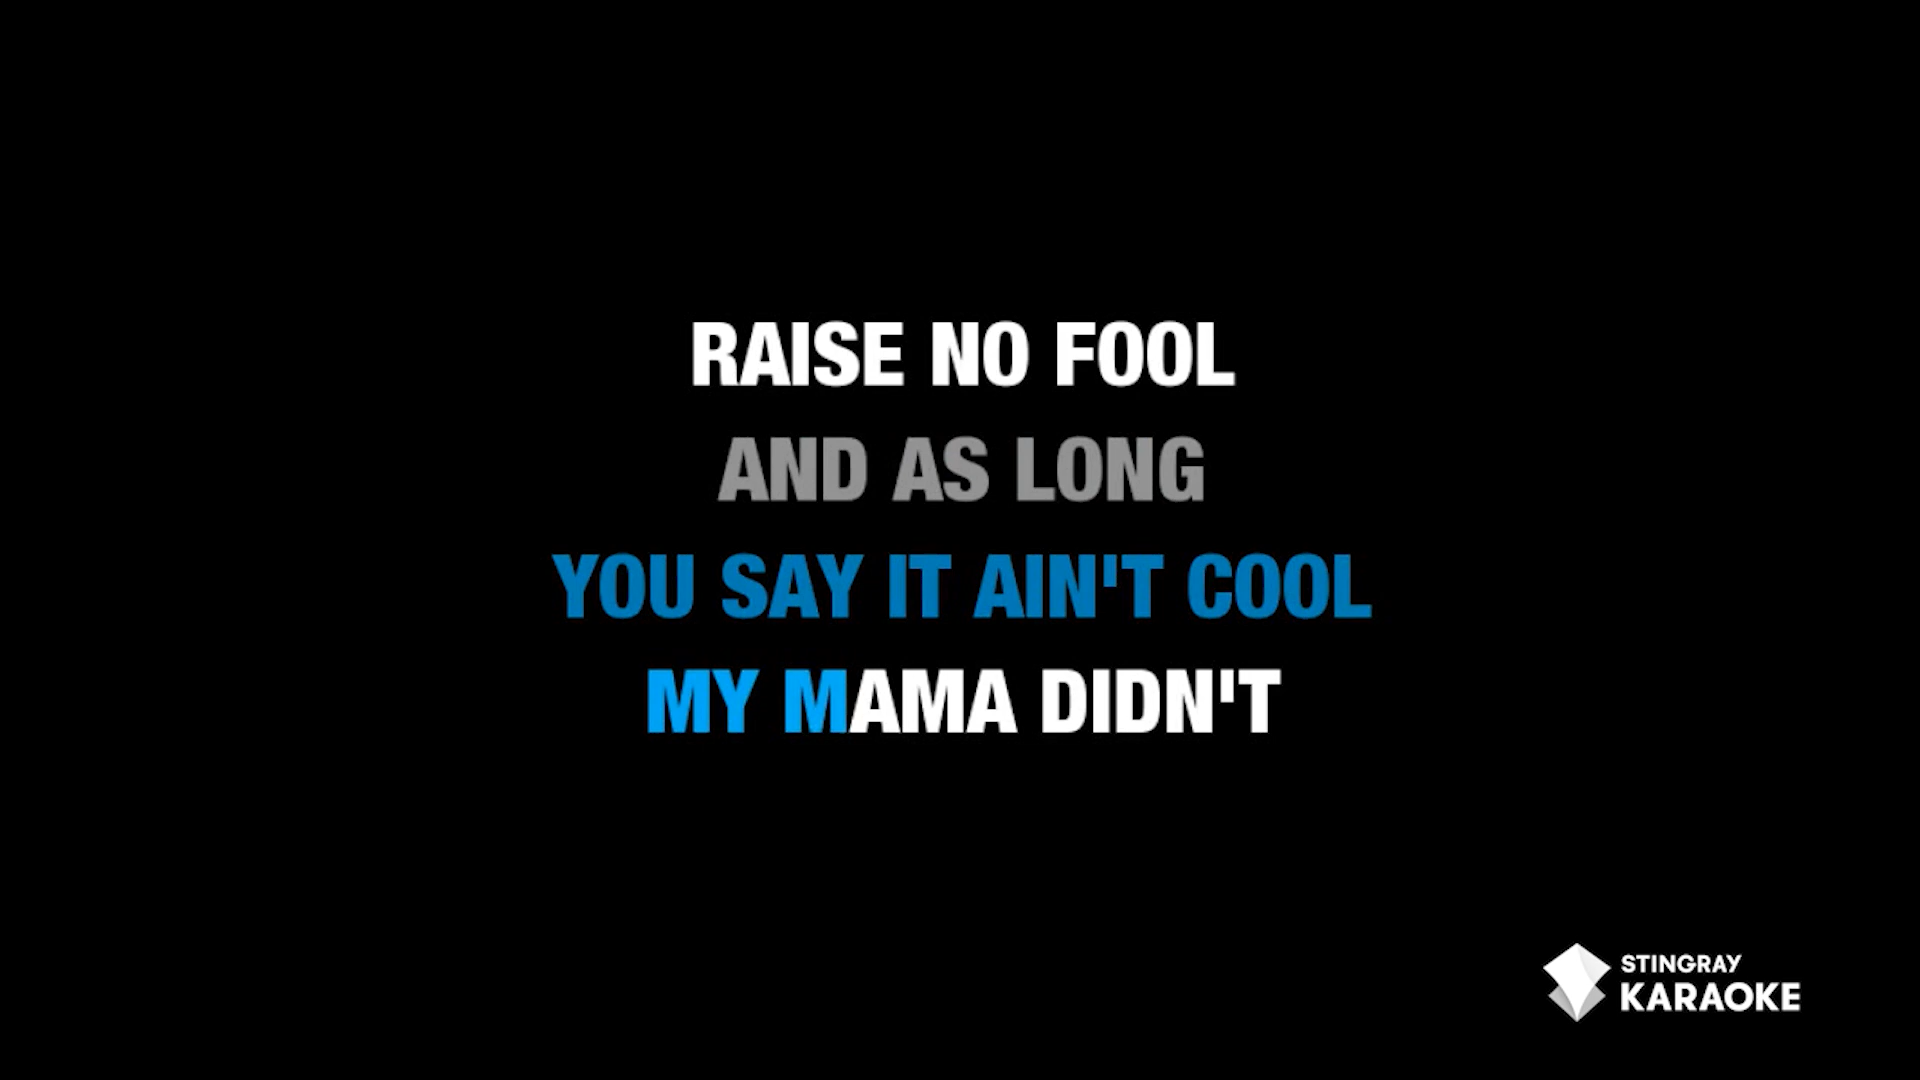 RAISE NO FOOL
AND AS LONG
YOU SAY IT AIN'T COOL
MY MAMA DIDN'T
STINGRAY
KARAOKE